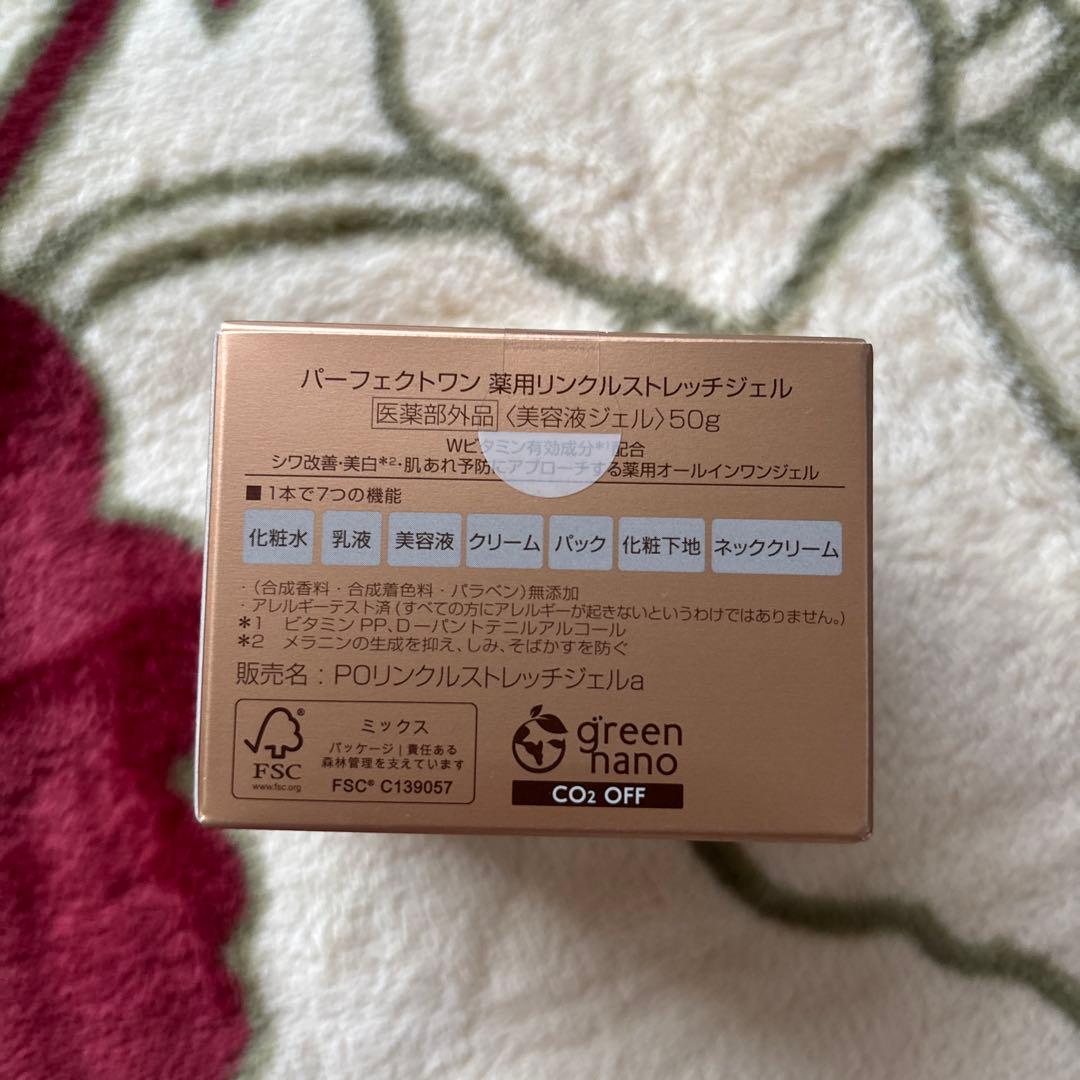 パーフェクトワン 薬用リンクルストレッチジェル
医薬部外品〈美容液ジェル〉50g
Wビタミン有効成分*1配合
シワ改善・美白*2・肌あれ予防にアプローチする薬用オールインワンジェル
■1本で7つの機能
化粧水 乳液 美容液 クリーム パック 化粧下地 ネッククリーム
・(合成香料・合成着色料・パラベン)無添加
・アレルギーテスト済(すべての方にアレルギーが起きないというわけではありません。)
*1 ビタミンPP、D-パントテニルアルコール
*2 メラニンの生成を抑え、しみ、そばかすを防ぐ
販売名:POリンクルストレッチジェルa
FSC®
www.fsc.org
ミックス
パッケージ|責任ある
森林管理を支えています
FSC® C139057
green
nano
CO₂ OFF